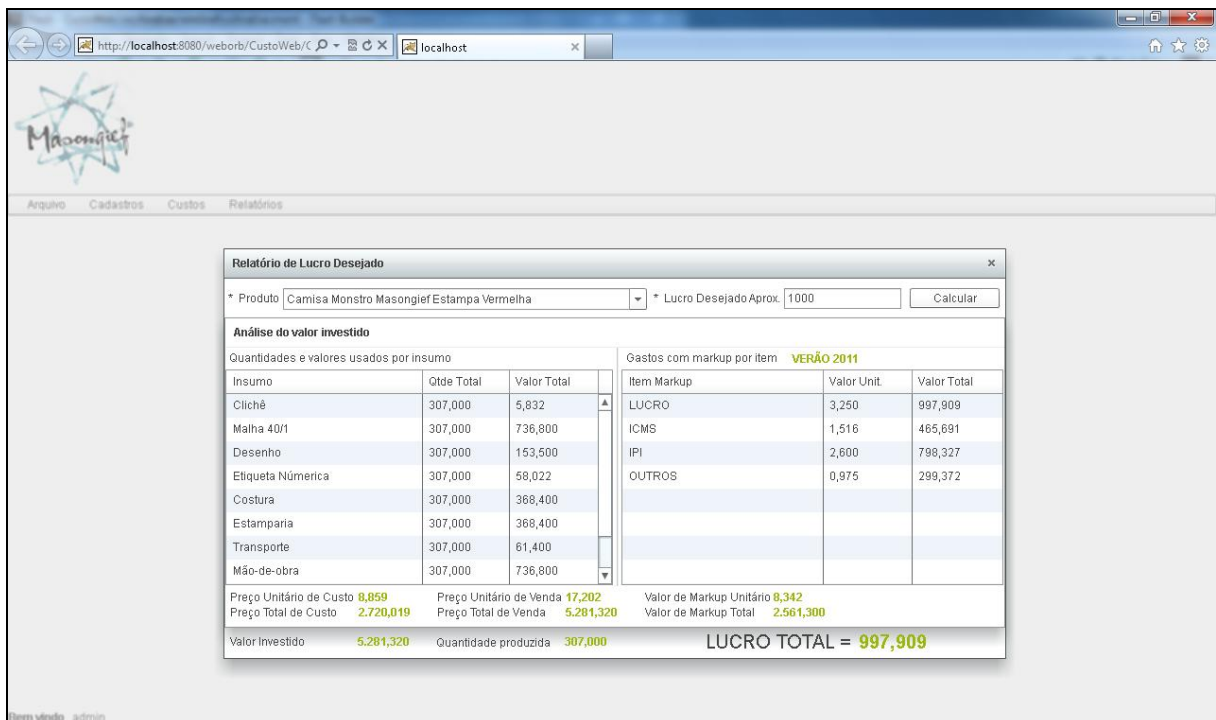 http://localhost:8080/weborb/CustoWeb/(
localhost
Masongief
Arquivo Cadastros Custos Relatórios
Relatório de Lucro Desejado
* Produto Camisa Monstro Masongief Estampa Vermelha * Lucro Desejado Aprox. 1000 Calcular
Análise do valor investido
Quantidades e valores usados por insumo Gastos com markup por item VERÃO 2011
Insumo Qtde Total Valor Total Item Markup Valor Unit. Valor Total
Clichê 307,000 5,832 LUCRO 3,250 997,909
Malha 40/1 307,000 736,800 ICMS 1,516 465,691
Desenho 307,000 153,500 IPI 2,600 798,327
Etiqueta Númerica 307,000 58,022 OUTROS 0,975 299,372
Costura 307,000 368,400
Estamparia 307,000 368,400
Transporte 307,000 61,400
Mão-de-obra 307,000 736,800
Preço Unitário de Custo 8,859 Preço Unitário de Venda 17,202 Valor de Markup Unitário 8,342
Preço Total de Custo 2.720,019 Preço Total de Venda 5.281,320 Valor de Markup Total 2.561,300
Valor Investido 5.281,320 Quantidade produzida 307,000 LUCRO TOTAL = 997,909
Bem vindo admin